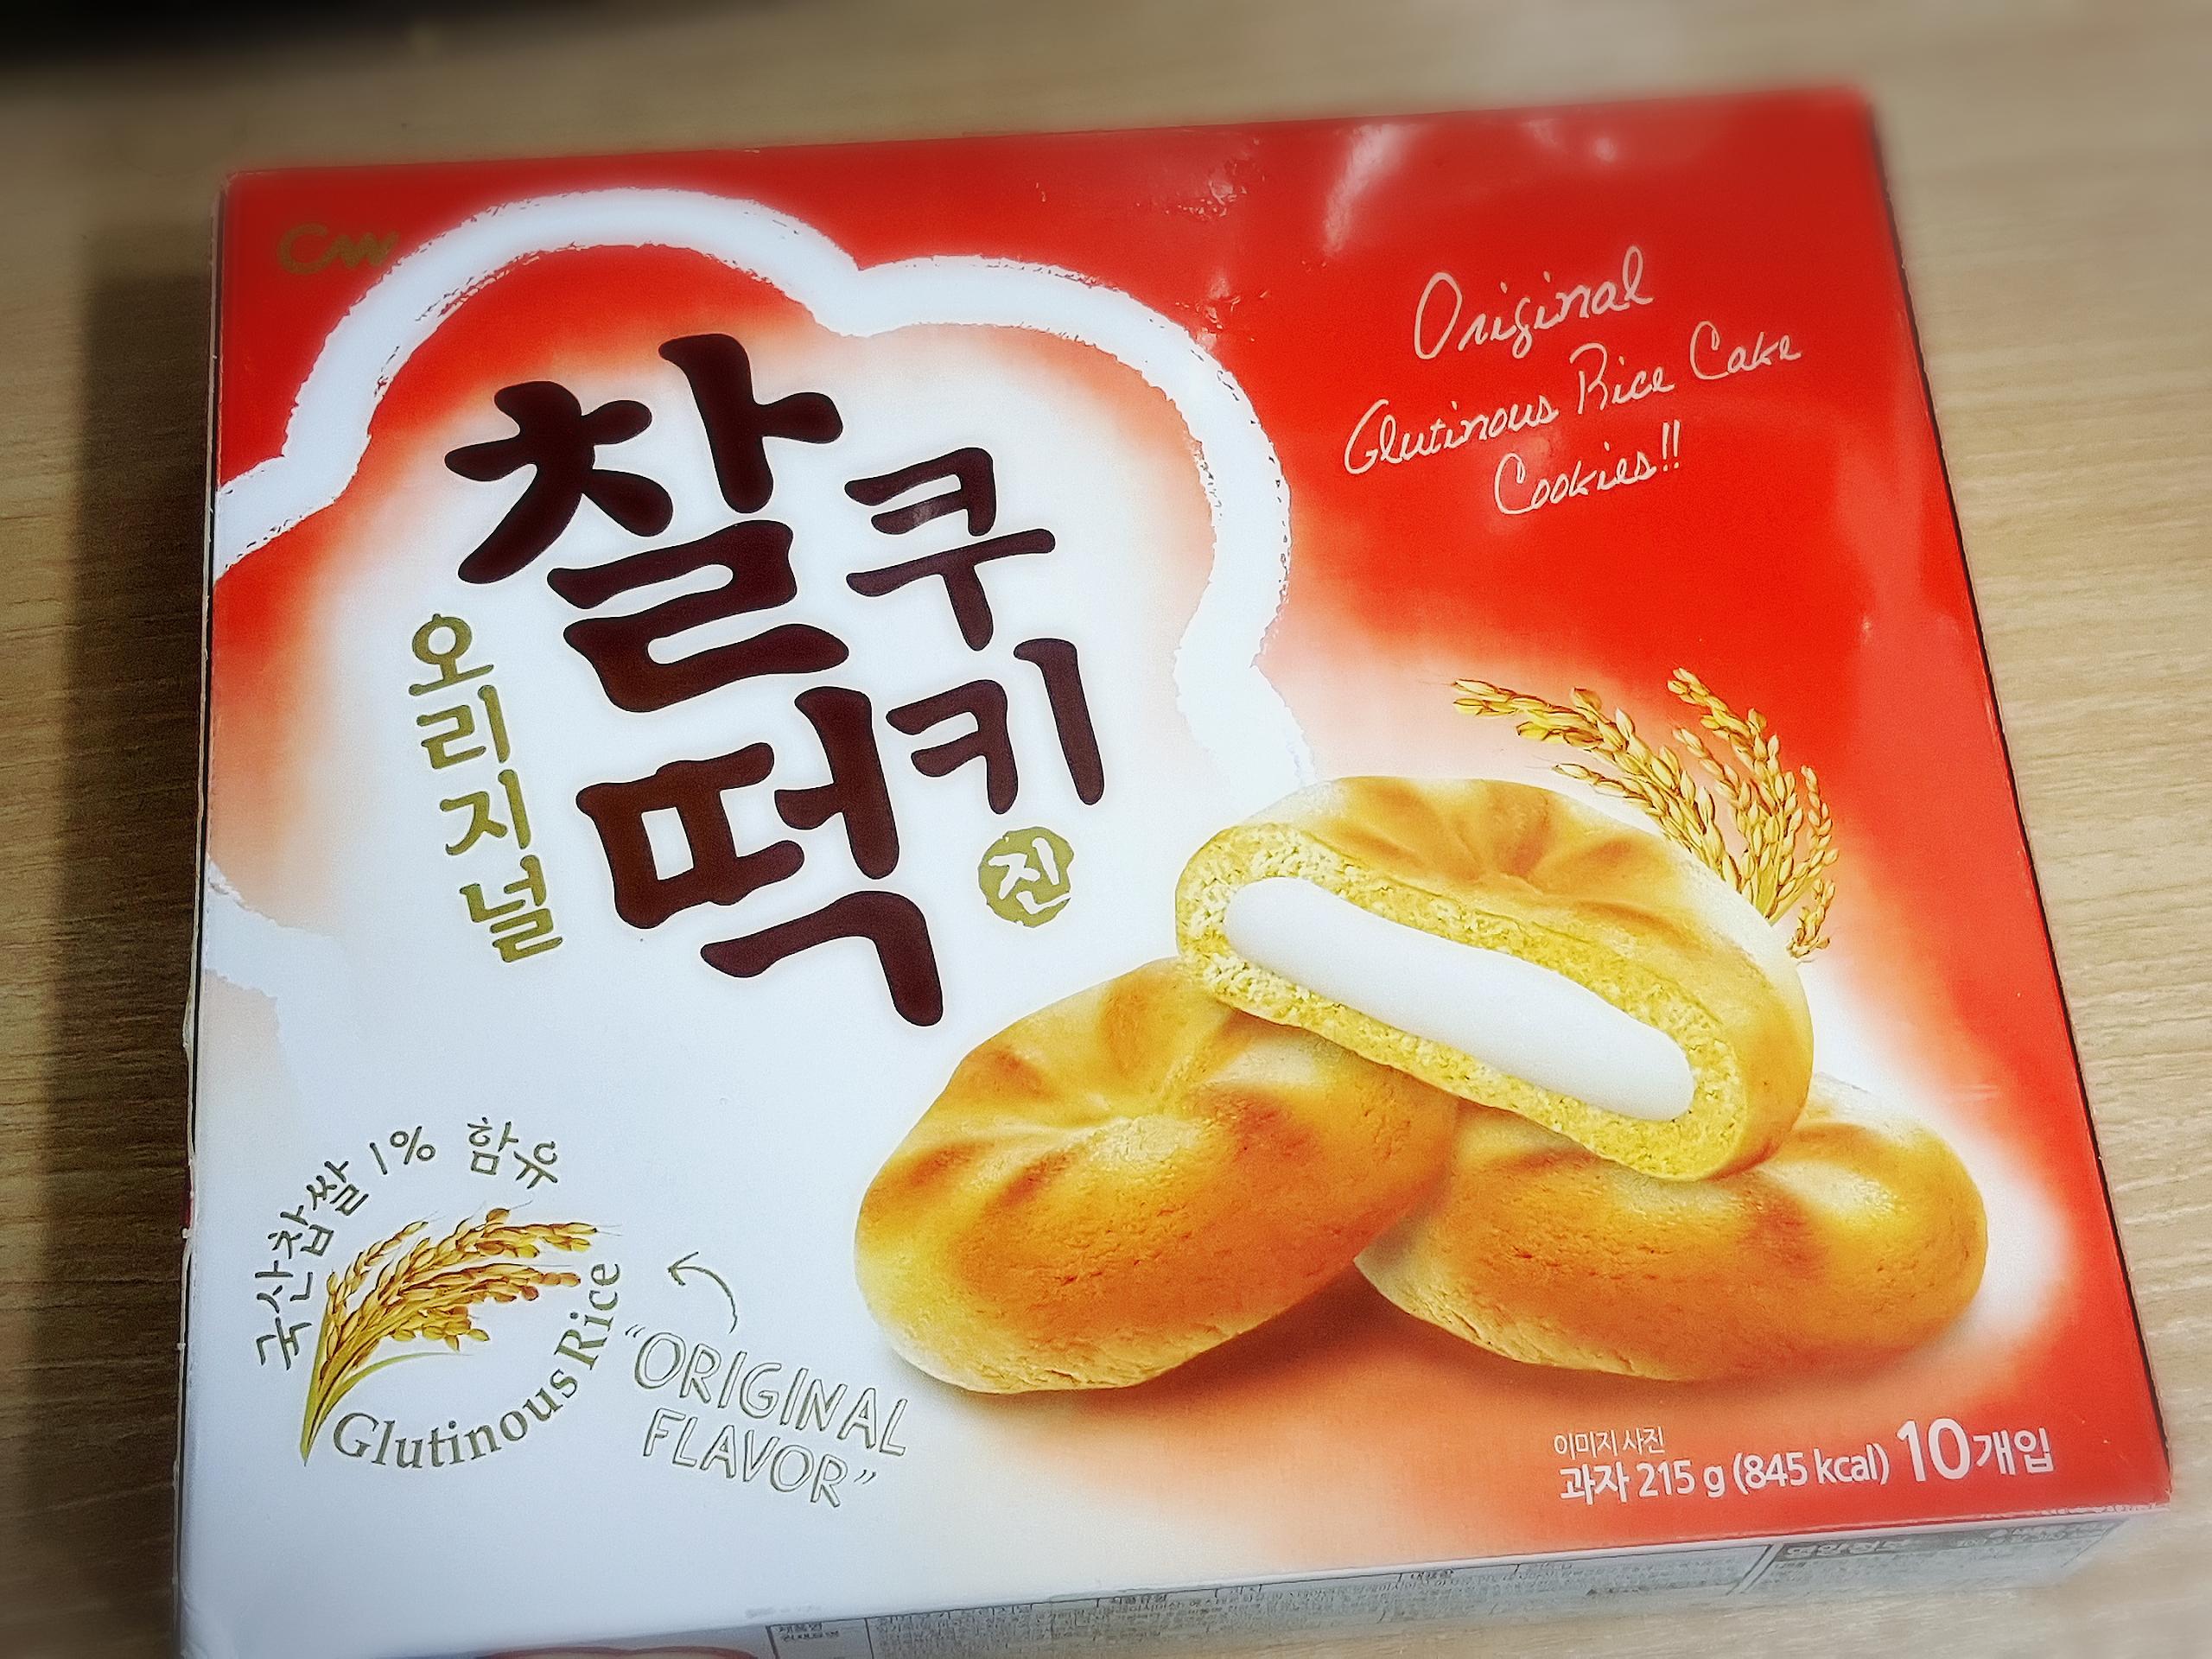 CW
Original
Glutinous Rice Cake
Cookies!!
오리지널
찰떡
쿠키
진
국산찹쌀 1% 함유
Glutinous Rice
"ORIGINAL
FLAVOR"
이미지 사진
과자 215 g (845 kcal) 10개입